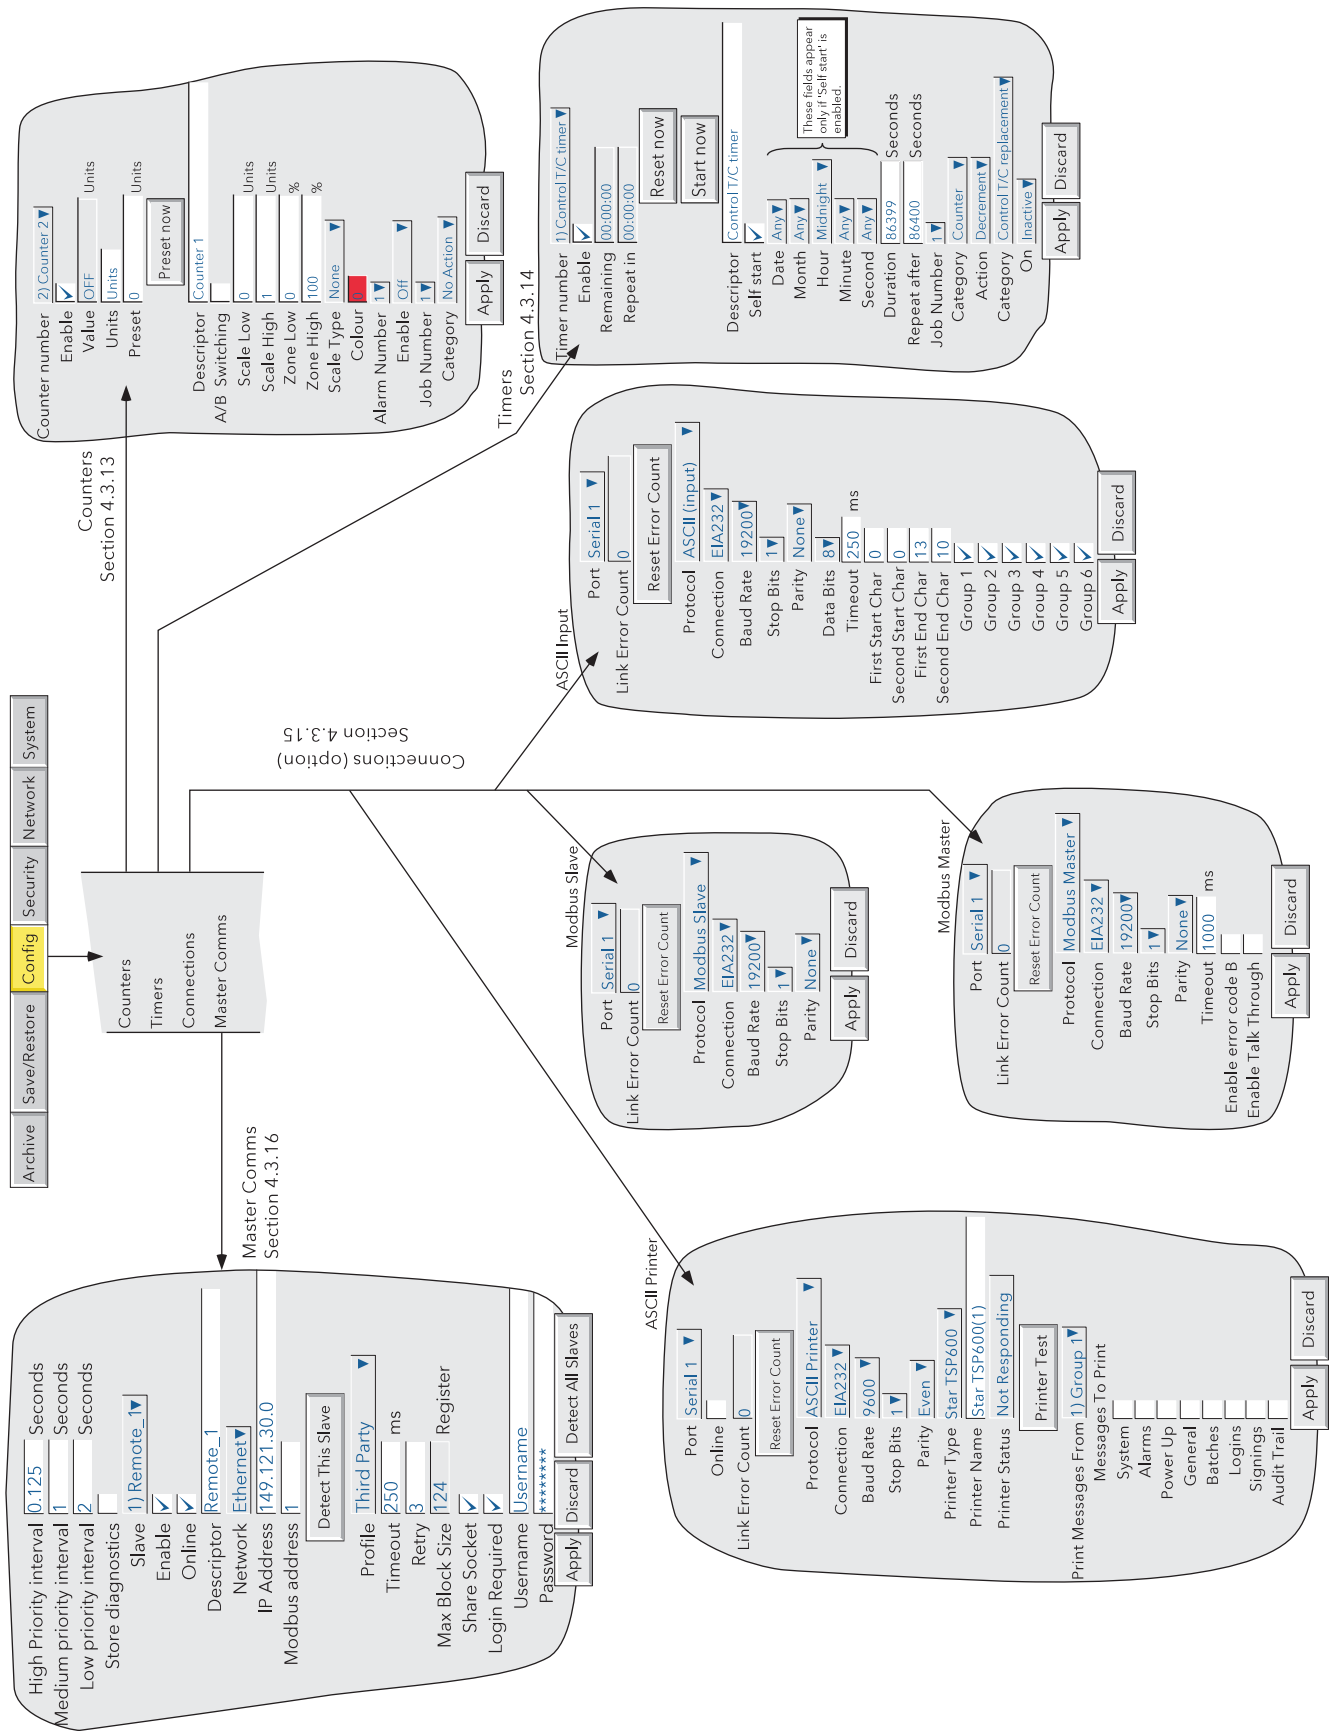 Archive Save/Restore Config Security Network System
Counters
Timers
Connections
Master Comms
Master Comms
Section 4.3.16
High Priority interval 0.125 Seconds
Medium priority interval 1 Seconds
Low priority interval 2 Seconds
Store diagnostics
Slave 1) Remote_1
Enable
Online
Descriptor Remote_1
Network Ethernet
IP Address 149.121.30.0
Modbus address 1
Detect This Slave
Profile Third Party
Timeout 250 ms
Retry 3
Max Block Size 124 Register
Share Socket
Login Required
Username Username
Password ********
Apply Discard Detect All Slaves
Counters
Section 4.3.13
Counter number 2) Counter 2
Enable
Value OFF Units
Units Units
Preset 0 Units
Preset now
Descriptor Counter 1
A/B Switching
Scale Low 0 Units
Scale High 1 Units
Zone Low 0 %
Zone High 100 %
Scale Type None
Colour 0
Alarm Number 1
Enable Off
Job Number 1
Category No Action
Apply Discard
Timers
Section 4.3.14
Timer number 1) Control T/C timer
Enable
Remaining 00:00:00
Repeat in 00:00:00
Reset now
Start now
Descriptor Control T/C timer
Self start
Date Any
Month Any
Hour Midnight
Minute Any
Second Any
These fields appear
only if 'Self start' is
enabled.
Duration 86399 Seconds
Repeat after 86400 Seconds
Job Number 1
Category Counter
Action Decrement
Category Control T/C replacement
On Inactive
Apply Discard
Connections (option)
Section 4.3.15
ASCII Printer
Port Serial 1
Online
Link Error Count 0
Reset Error Count
Protocol ASCII Printer
Connection EIA232
Baud Rate 9600
Stop Bits 1
Parity Even
Printer Type Star TSP600
Printer Name Star TSP600(1)
Printer Status Not Responding
Printer Test
Print Messages From 1) Group 1
Messages To Print
System
Alarms
Power Up
General
Batches
Logins
Signings
Audit Trail
Apply Discard
Modbus Slave
Port Serial 1
Link Error Count 0
Reset Error Count
Protocol Modbus Slave
Connection EIA232
Baud Rate 19200
Stop Bits 1
Parity None
Apply Discard
ASCII Input
Port Serial 1
Link Error Count 0
Reset Error Count
Protocol ASCII (input)
Connection EIA232
Baud Rate 19200
Stop Bits 1
Parity None
Data Bits 8
Timeout 250 ms
First Start Char 0
Second Start Char 0
First End Char 13
Second End Char 10
Group 1
Group 2
Group 3
Group 4
Group 5
Group 6
Apply Discard
Modbus Master
Port Serial 1
Link Error Count 0
Reset Error Count
Protocol Modbus Master
Connection EIA232
Baud Rate 19200
Stop Bits 1
Parity None
Timeout 1000 ms
Enable error code B
Enable Talk Through
Apply Discard